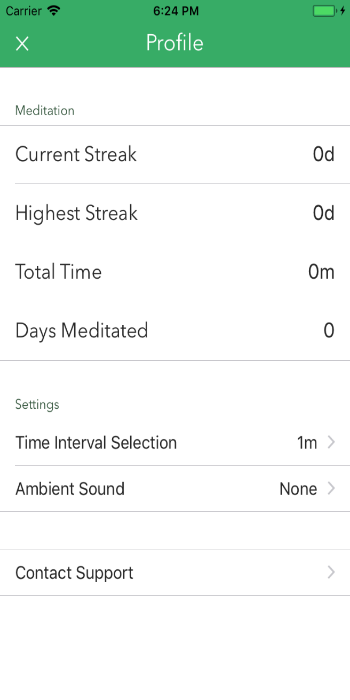 Carrier 6:24 PM
Profile
Meditation
Current Streak 0d
Highest Streak 0d
Total Time 0m
Days Meditated 0
Settings
Time Interval Selection 1m
Ambient Sound None
Contact Support